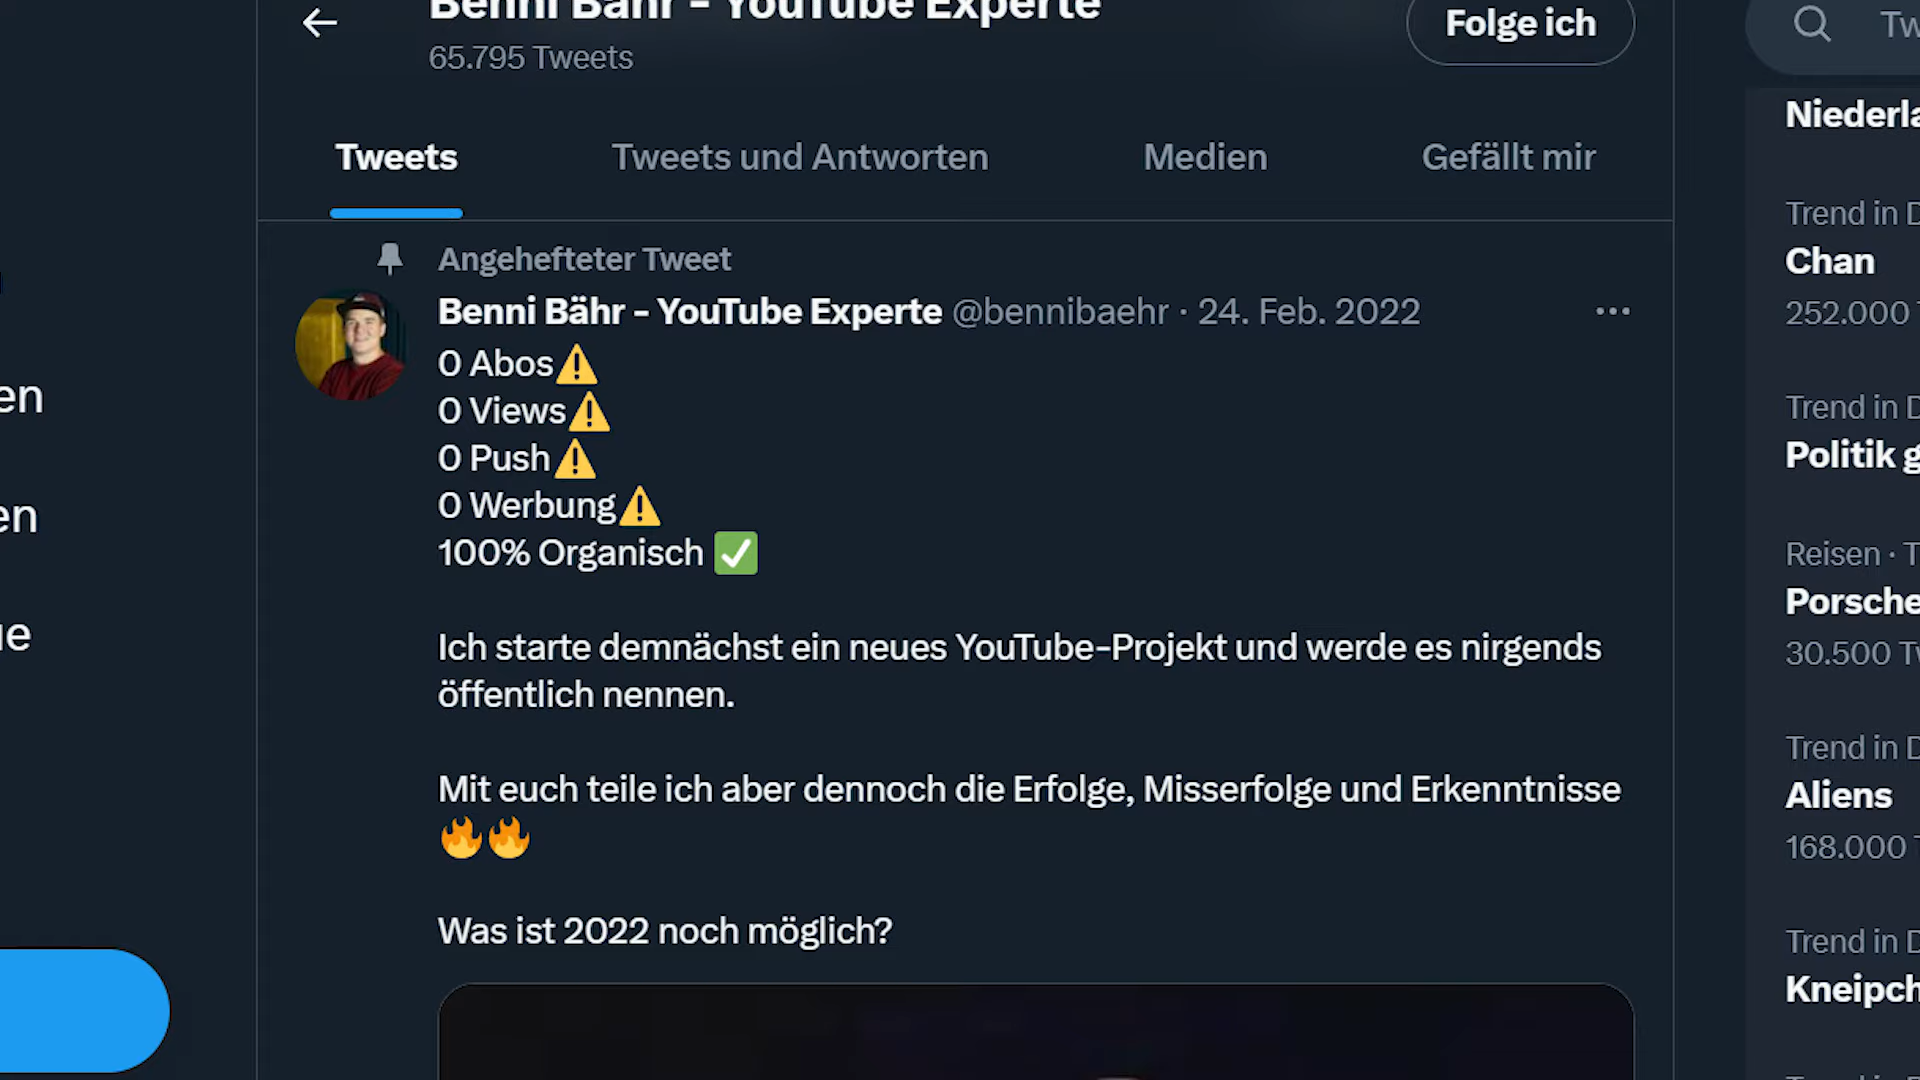 Benni Bähr - YouTube Experte
65.795 Tweets
Folge ich
Tweets
Tweets und Antworten
Medien
Gefällt mir
Angehefteter Tweet
Benni Bähr - YouTube Experte @bennibaehr · 24. Feb. 2022
0 Abos⚠️
0 Views⚠️
0 Push⚠️
0 Werbung⚠️
100% Organisch ✅
Ich starte demnächst ein neues YouTube-Projekt und werde es nirgends
öffentlich nennen.
Mit euch teile ich aber dennoch die Erfolge, Misserfolge und Erkenntnisse
🔥🔥
Was ist 2022 noch möglich?
Trend in
Chan
252.000
Trend in
Politik
Reisen ·
Porsche
30.500
Trend in
Aliens
168.000
Trend in